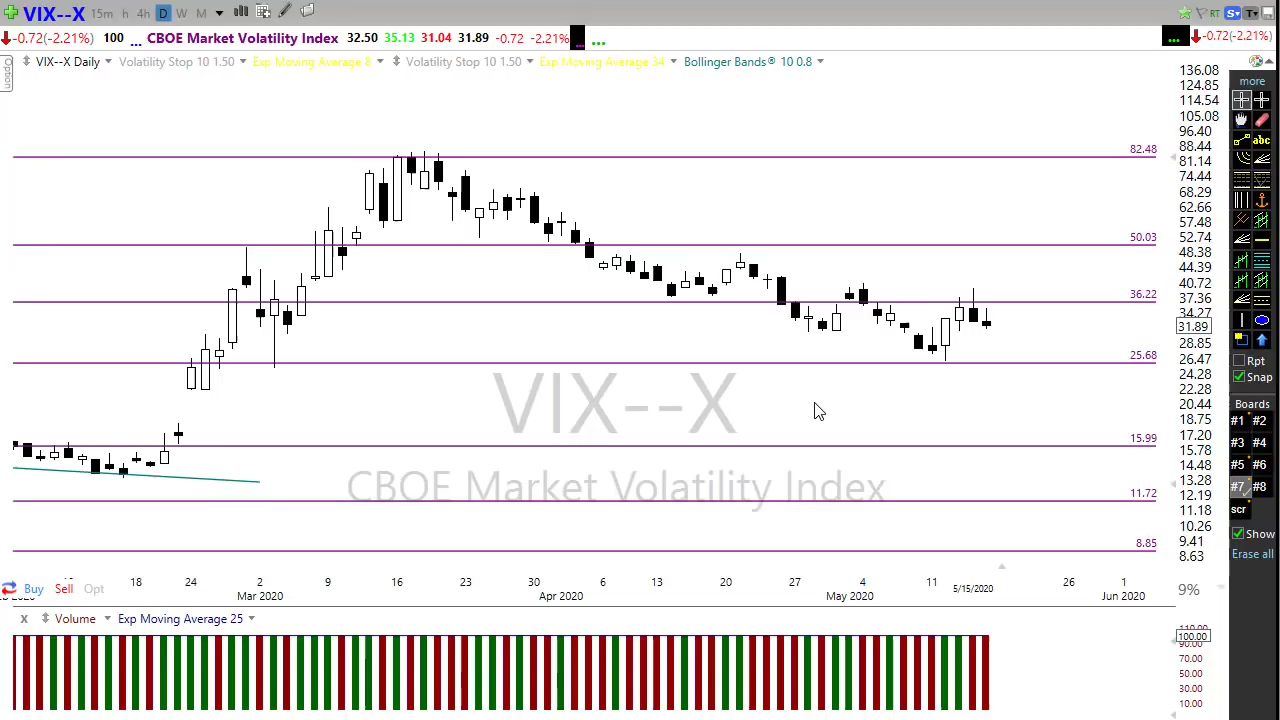 VIX--X 15m h 4h D W M RT S T
-0.72(-2.21%) 100 ... CBOE Market Volatility Index 32.50 35.13 31.04 31.89 -0.72 -2.21% ... ... -0.72(-2.21%)
Option
VIX--X Daily Volatility Stop 10 1.50 Exp Moving Average 8 Volatility Stop 10 1.50 Exp Moving Average 34 Bollinger Bands® 10 0.8
136.08
124.85
114.54
105.08
96.40
88.44
81.14
74.44
68.29
62.66
57.48
52.74
48.38
44.39
40.72
37.36
34.27
31.89
28.85
26.47
24.28
22.28
20.44
18.75
17.20
15.78
14.48
13.28
12.19
11.18
10.26
9.41
8.63
82.48
50.03
36.22
25.68
15.99
11.72
8.85
VIX--X
CBOE Market Volatility Index
more
abc
Rpt
Snap
Boards
#1 #2
#3 #4
#5 #6
#7 #8
scr
Show
Erase all
18 24 2 9 16 23 30 6 13 20 27 4 11 5/15/2020 26 1
Mar 2020 Apr 2020 May 2020 Jun 2020
Buy Sell Opt
9%
X Volume Exp Moving Average 25
100.00
90.00
70.00
50.00
30.00
10.00